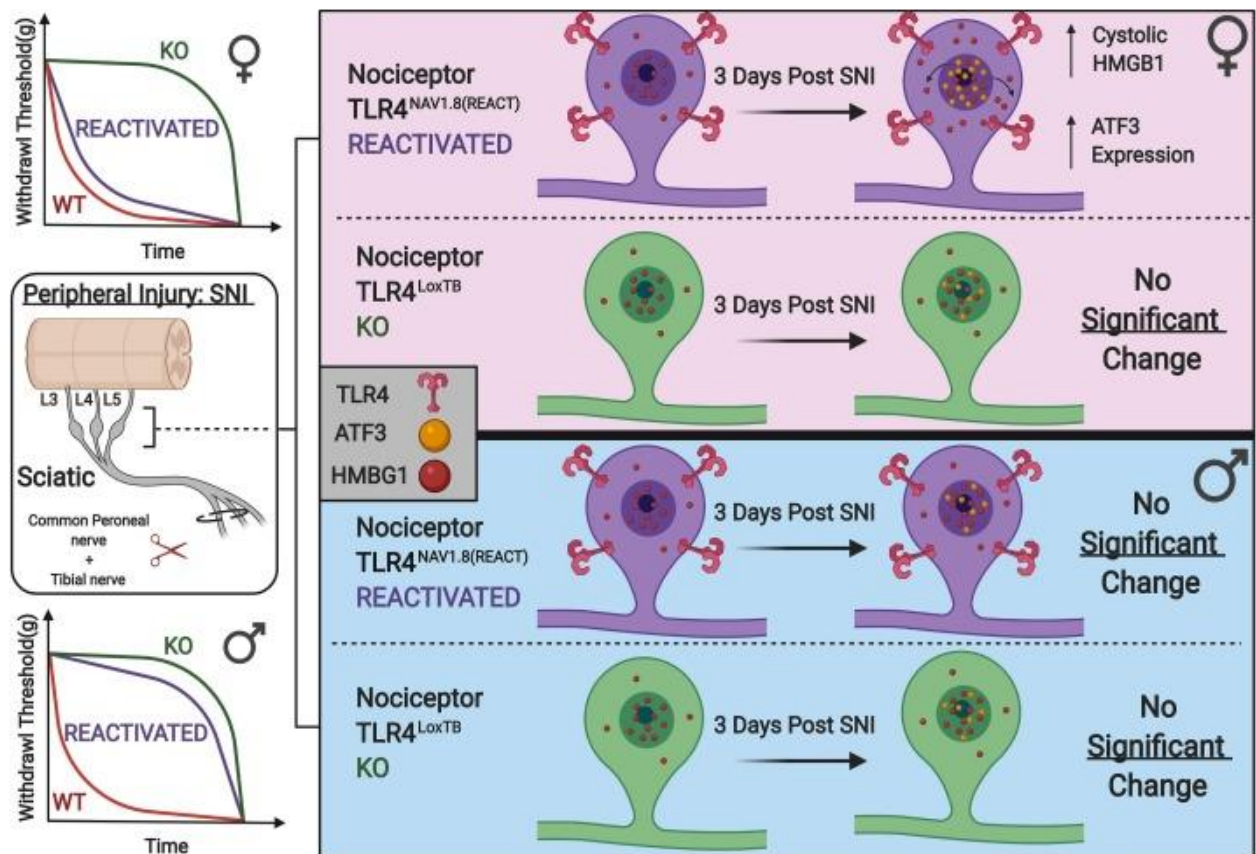 Withdrawl Threshold(g)
KO
REACTIVATED
WT
Time
Peripheral Injury: SNI
L3 L4 L5
Sciatic
Common Peroneal
nerve
+
Tibial nerve
Withdrawl Threshold(g)
KO
REACTIVATED
WT
Time
Nociceptor
TLR4NAV1.8(REACT)
REACTIVATED
3 Days Post SNI
Cystolic
HMGB1
ATF3
Expression
Nociceptor
TLR4LoxTB
KO
3 Days Post SNI
No
Significant
Change
TLR4
ATF3
HMBG1
Nociceptor
TLR4NAV1.8(REACT)
REACTIVATED
3 Days Post SNI
No
Significant
Change
Nociceptor
TLR4LoxTB
KO
3 Days Post SNI
No
Significant
Change